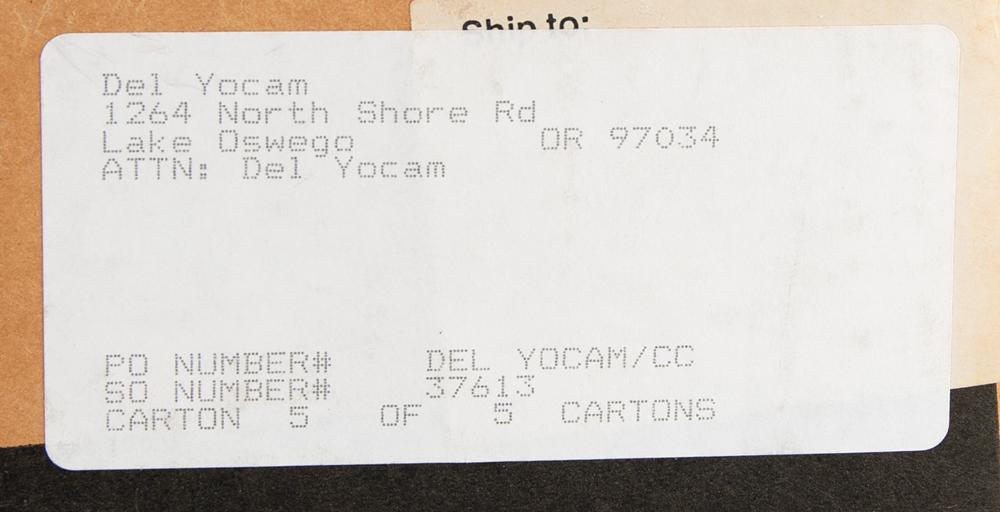 Ship to:
Del Yocam
1264 North Shore Rd
Lake Oswego OR 97034
ATTN: Del Yocam
PO NUMBER# DEL YOCAM/CC
SO NUMBER# 37613
CARTON 5 OF 5 CARTONS